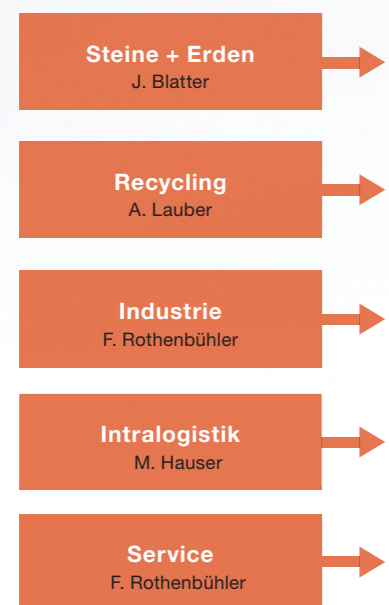 Steine + Erden
J. Blatter
Recycling
A. Lauber
Industrie
F. Rothenbühler
Intralogistik
M. Hauser
Service
F. Rothenbühler